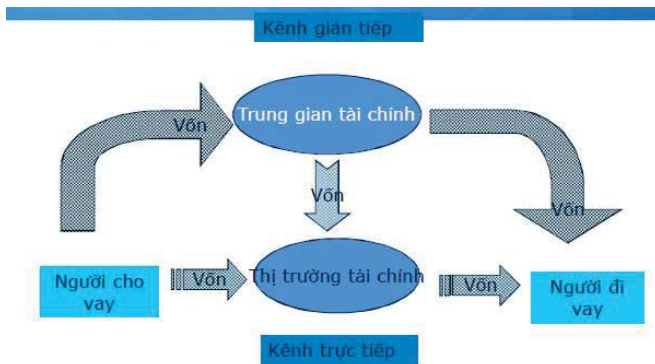 Kênh gián tiếp
Trung gian tài chính
Vốn
Vốn
Vốn
Người cho
vay
Vốn
Thị trường tài chính
Vốn
Người đi
vay
Kênh trực tiếp